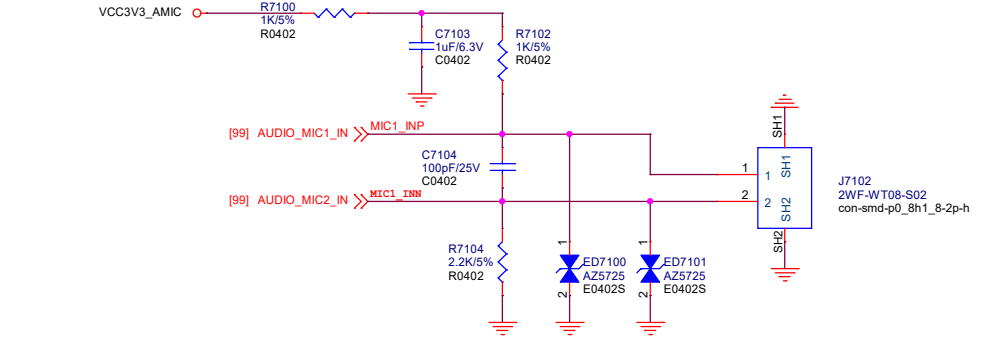 VCC3V3_AMIC
R7100
1K/5%
R0402
C7103
1uF/6.3V
C0402
R7102
1K/5%
R0402
[99] AUDIO_MIC1_IN
MIC1_INP
C7104
100pF/25V
C0402
[99] AUDIO_MIC2_IN
MIC1_INN
R7104
2.2K/5%
R0402
1
2
ED7100
AZ5725
E0402S
1
2
ED7101
AZ5725
E0402S
SH1
SH1
1
1
2
2
SH2
SH2
J7102
2WF-WT08-S02
con-smd-p0_8h1_8-2p-h